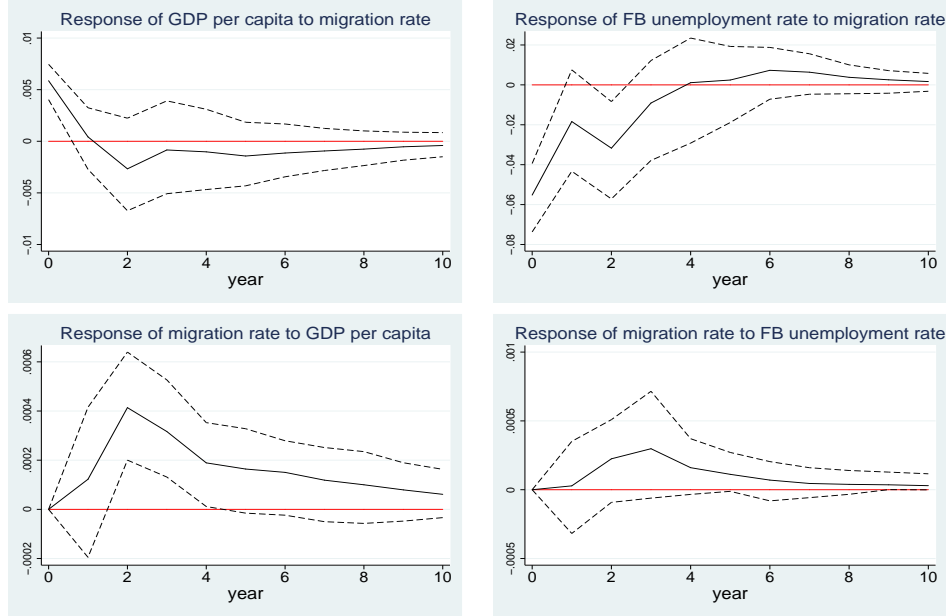 Response of GDP per capita to migration rate
.01
.005
0
-.005
-.01
0 2 4 6 8 10
year
Response of FB unemployment rate to migration rate
.02
0
-.02
-.04
-.06
-.08
0 2 4 6 8 10
year
Response of migration rate to GDP per capita
.0006
.0004
.0002
0
-.0002
0 2 4 6 8 10
year
Response of migration rate to FB unemployment rate
.001
.0005
0
-.0005
0 2 4 6 8 10
year